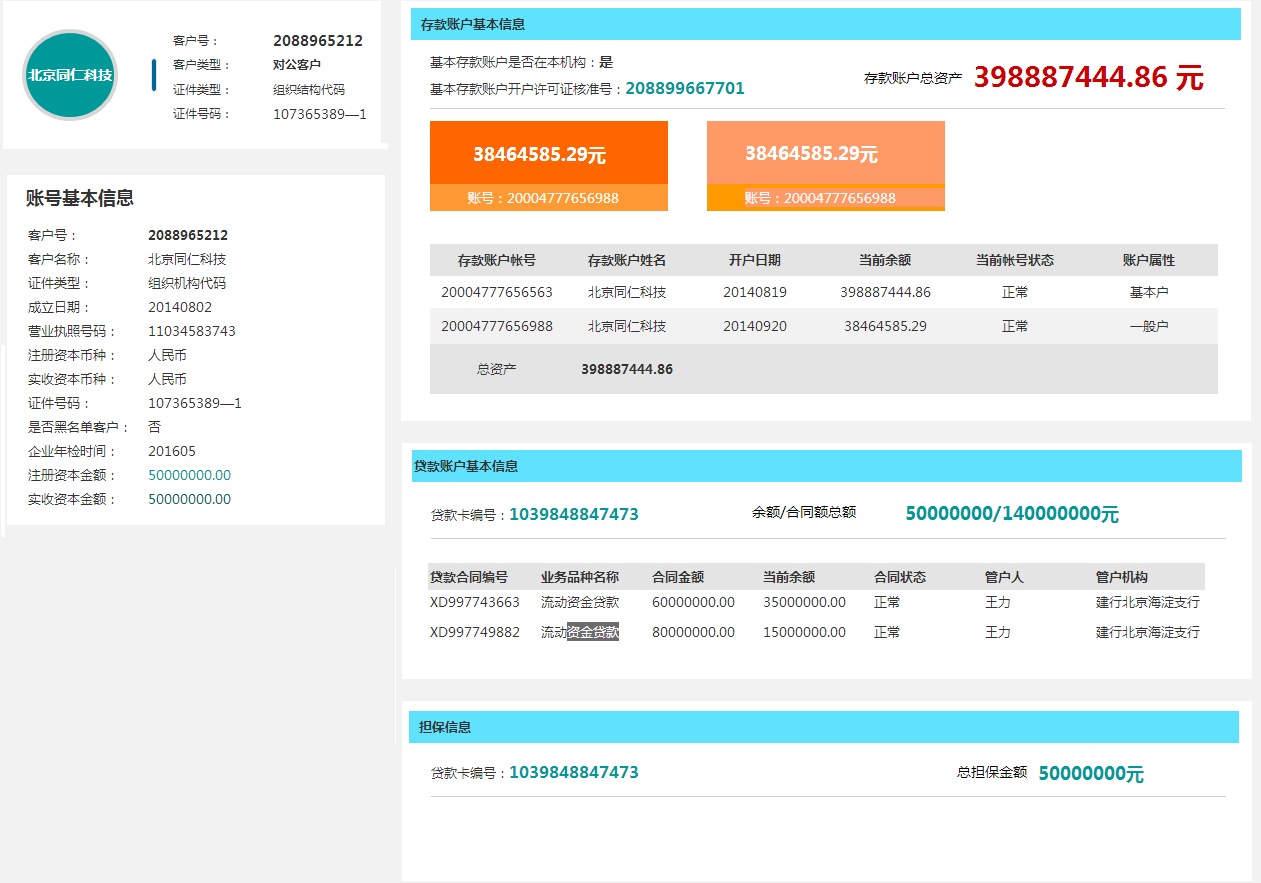 北京同仁科技
客户号： 2088965212
客户类型： 对公客户
证件类型： 组织结构代码
证件号码： 107365389—1
账号基本信息
客户号： 2088965212
客户名称： 北京同仁科技
证件类型： 组织机构代码
成立日期： 20140802
营业执照号码： 11034583743
注册资本币种： 人民币
实收资本币种： 人民币
证件号码： 107365389—1
是否黑名单客户： 否
企业年检时间： 201605
注册资本金额： 50000000.00
实收资本金额： 50000000.00
存款账户基本信息
基本存款账户是否在本机构：是
基本存款账户开户许可证核准号：208899667701
存款账户总资产 398887444.86 元
38464585.29元
账号：20004777656988
38464585.29元
账号：20004777656988
存款账户帐号 存款账户姓名 开户日期 当前余额 当前帐号状态 账户属性
20004777656563 北京同仁科技 20140819 398887444.86 正常 基本户
20004777656988 北京同仁科技 20140920 38464585.29 正常 一般户
总资产 398887444.86
贷款账户基本信息
贷款卡编号：1039848847473 余额/合同额总额 50000000/140000000元
贷款合同编号 业务品种名称 合同金额 当前余额 合同状态 管户人 管户机构
XD997743663 流动资金贷款 60000000.00 35000000.00 正常 王力 建行北京海淀支行
XD997749882 流动资金贷款 80000000.00 15000000.00 正常 王力 建行北京海淀支行
担保信息
贷款卡编号：1039848847473 总担保金额 50000000元